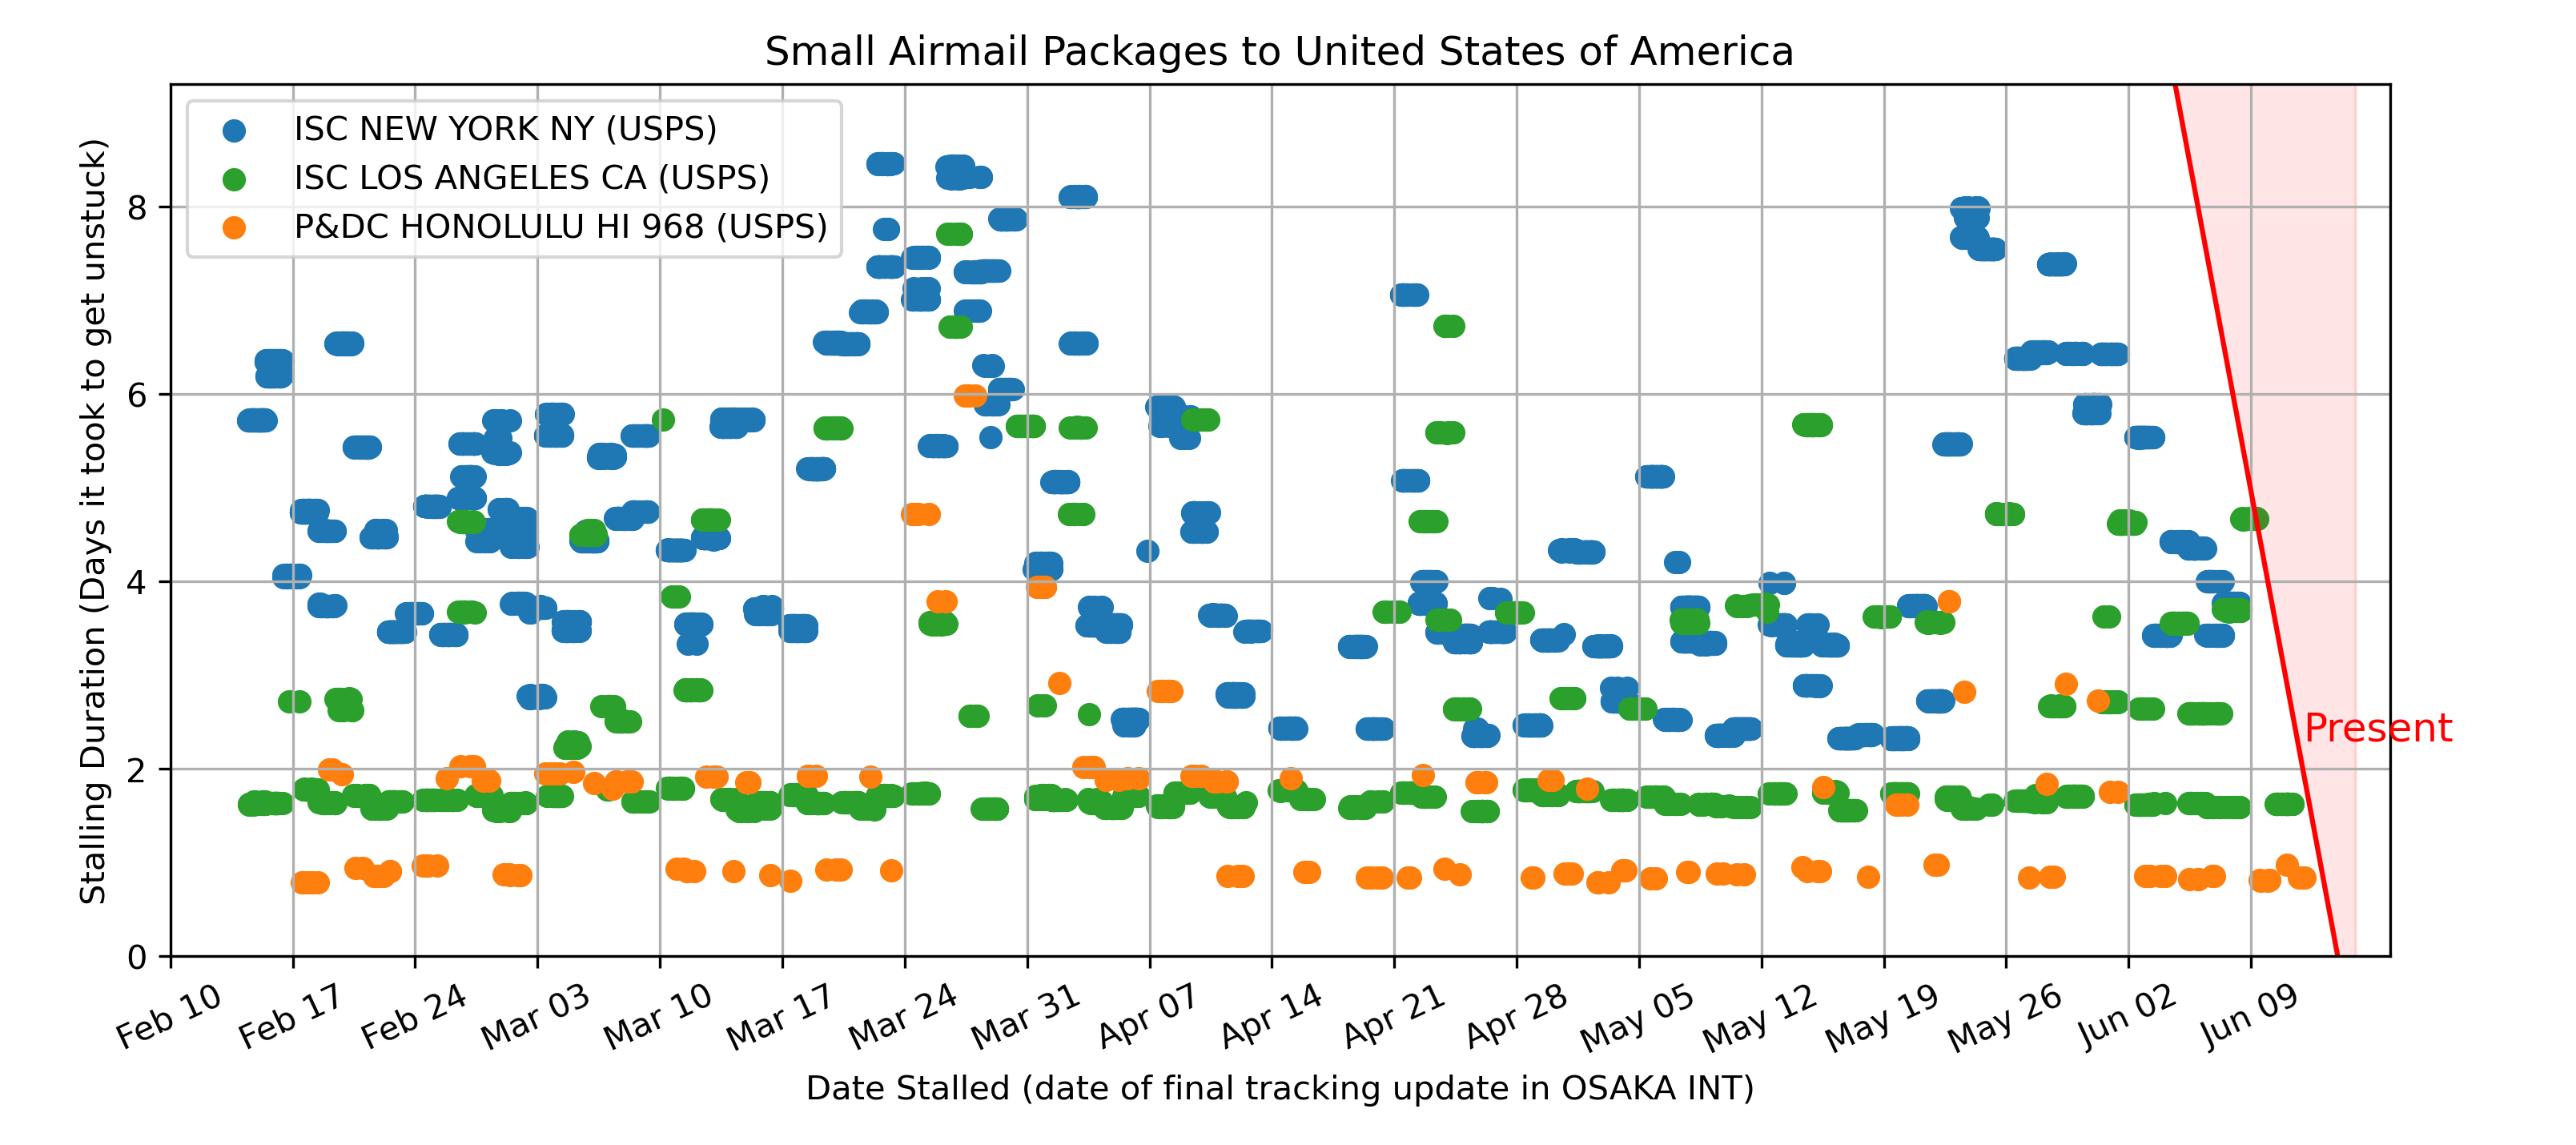 Small Airmail Packages to United States of America
ISC NEW YORK NY (USPS)
ISC LOS ANGELES CA (USPS)
P&DC HONOLULU HI 968 (USPS)
Stalling Duration (Days it took to get unstuck)
8
6
4
2
0
Present
Feb 10
Feb 17
Feb 24
Mar 03
Mar 10
Mar 17
Mar 24
Mar 31
Apr 07
Apr 14
Apr 21
Apr 28
May 05
May 12
May 19
May 26
Jun 02
Jun 09
Date Stalled (date of final tracking update in OSAKA INT)